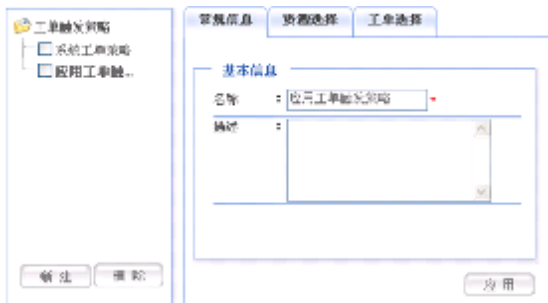 工单触发策略
系统工单策略
应用工单触...
新 建
删 除
常规信息
资源选择
工单选择
基本信息
名称 : 应用工单触发策略 *
描述 :
应 用